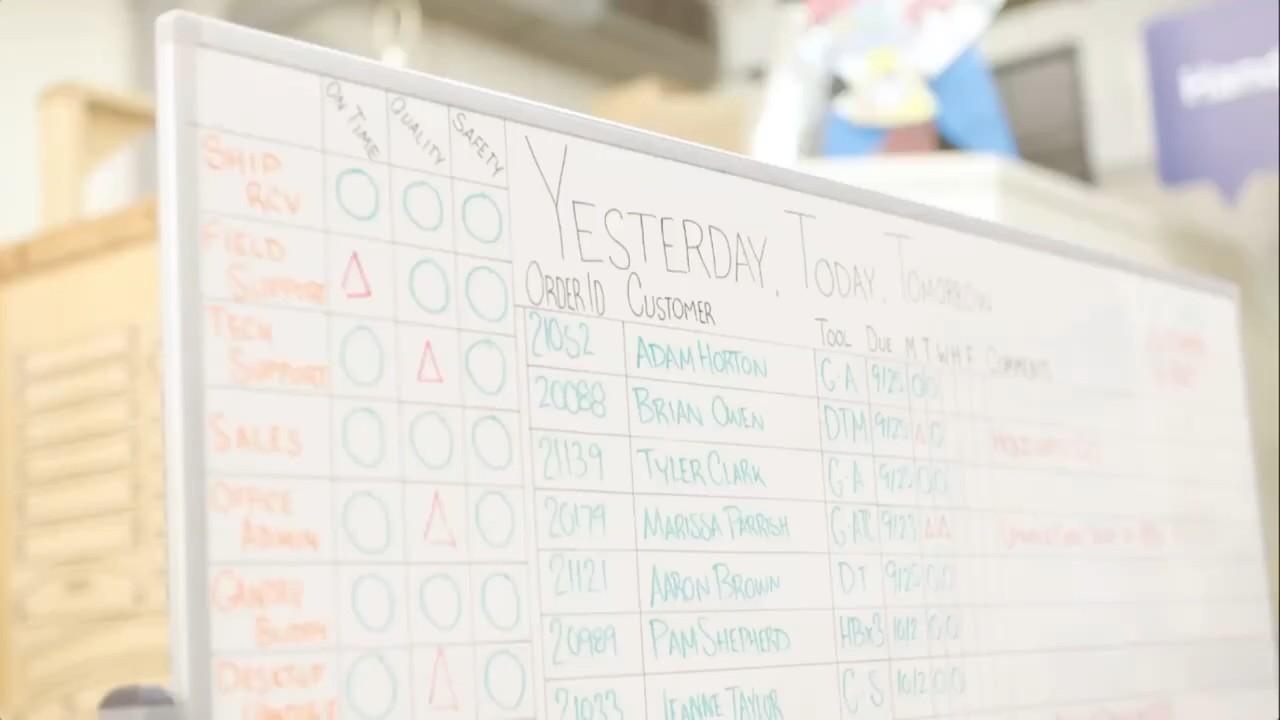 ON TIME QUALITY SAFETY
SHIP
RCV
FIELD
SUPPORT
TECH
SUPPORT
SALES
OFFICE
ADMIN
YESTERDAY, TODAY, TOMORROW
ORDER ID CUSTOMER TOOL DUE M T W H F COMMENTS
21052 ADAM HORTON C-A 9/25
20088 BRIAN OWEN DTM 9/25
21139 TYLER CLARK C-A 9/25
20179 MARISSA PARRISH 9/23
21121 AARON BROWN DT 9/25
20989 PAM SHEPHERD HBx3 10/2
21033 JEANNE TAYLOR C-S 10/2